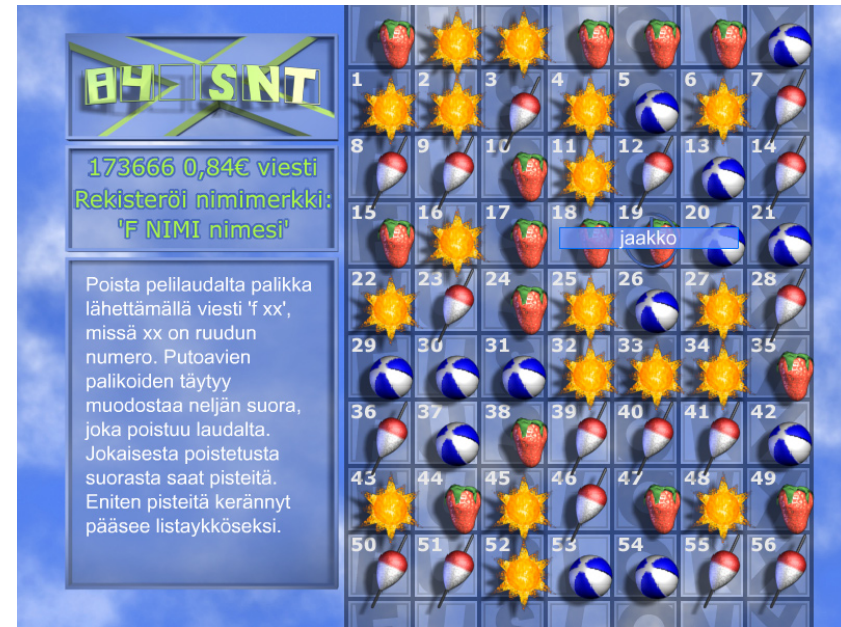 84 SNT
173666 0,84€ viesti
Rekisteröi nimimerkki:
'F NIMI nimesi'
Poista pelilaudalta palikka
lähettämällä viesti 'f xx',
missä xx on ruudun
numero. Putoavien
palikoiden täytyy
muodostaa neljän suora,
joka poistuu laudalta.
Jokaisesta poistetusta
suorasta saat pisteitä.
Eniten pisteitä kerännyt
pääsee listaykköseksi.
1 2 3 4 5 6 7
8 9 10 11 12 13 14
15 16 17 18 19 20 21
jaakko
22 23 24 25 26 27 28
29 30 31 32 33 34 35
36 37 38 39 40 41 42
43 44 45 46 47 48 49
50 51 52 53 54 55 56